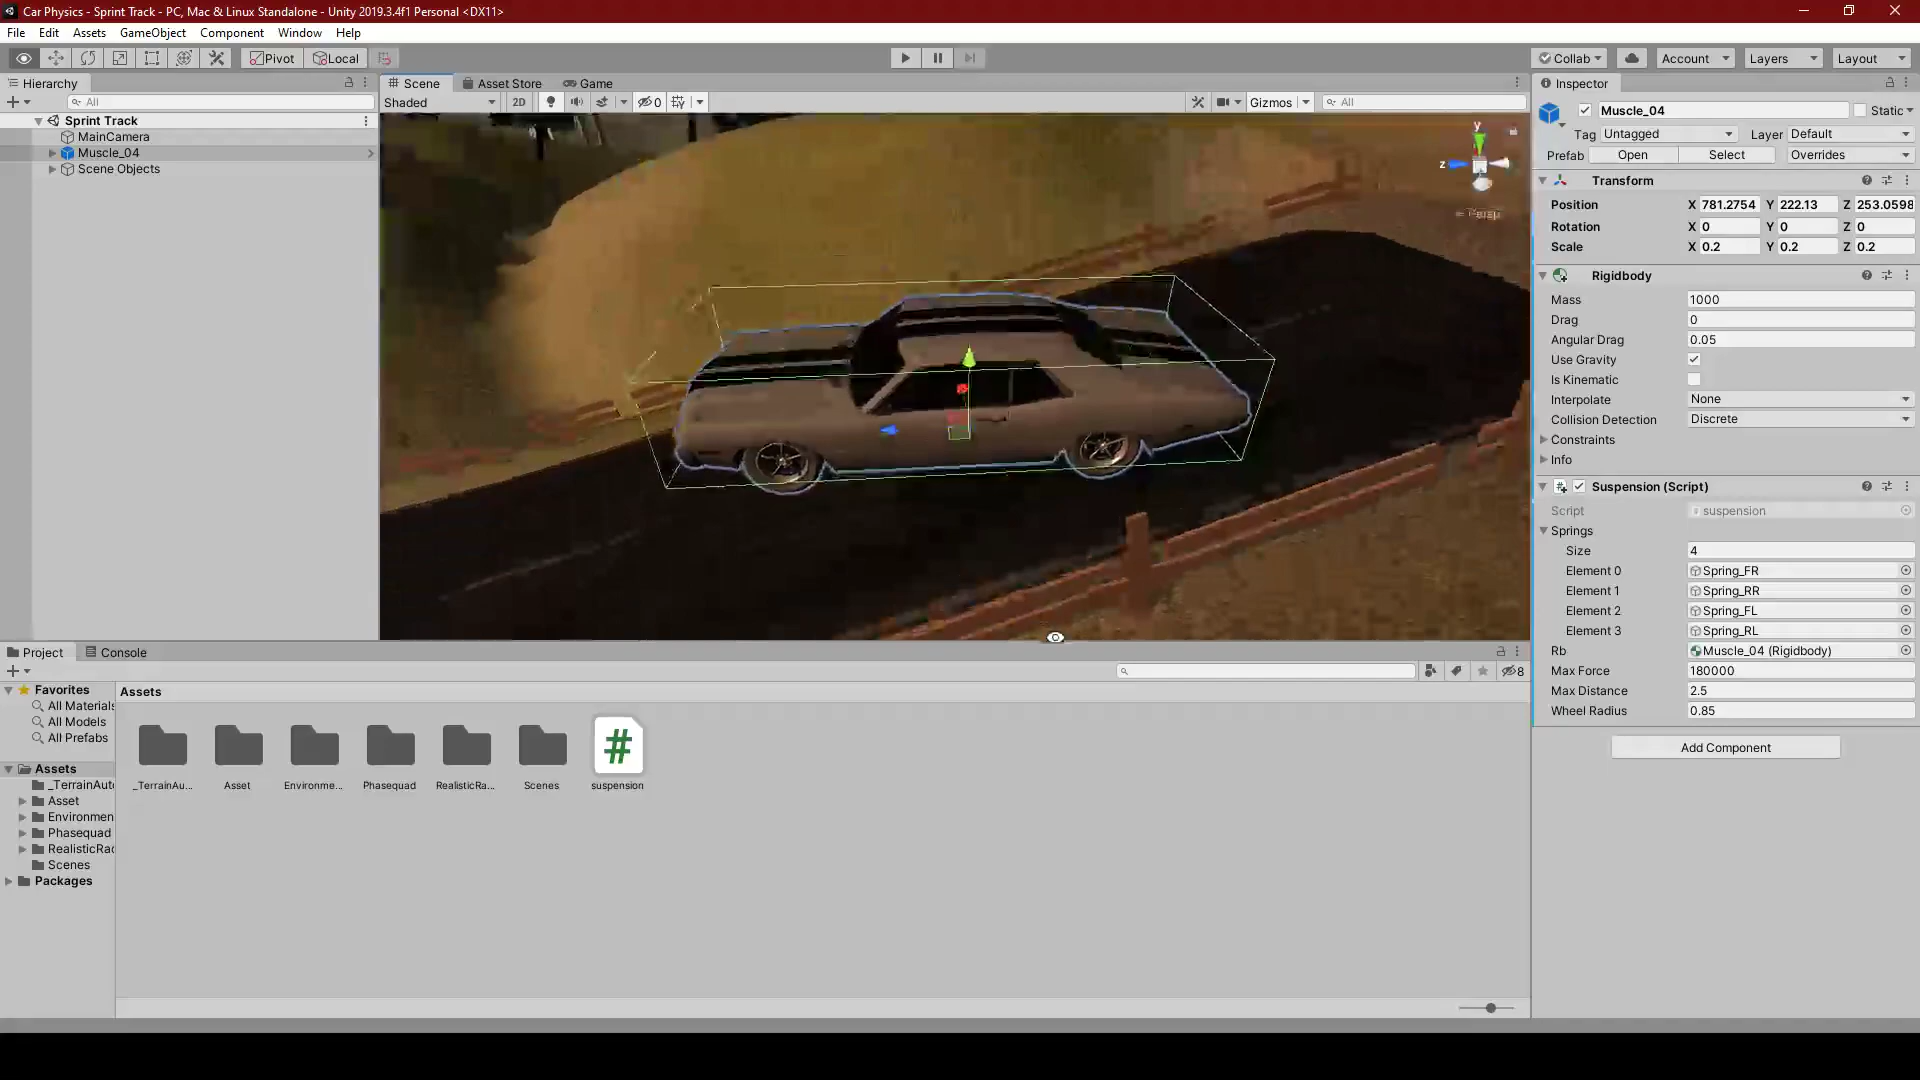 Car Physics - Sprint Track - PC, Mac & Linux Standalone - Unity 2019.3.4f1 Personal <DX11>
File Edit Assets GameObject Component Window Help
Pivot Local Collab Account Layers Layout
Hierarchy
All
Sprint Track
MainCamera
Muscle_04
Scene Objects
Scene Asset Store Game
Shaded 2D 0 Gizmos All
y
z
Persp
Inspector
Muscle_04 Static
Tag Untagged Layer Default
Prefab Open Select Overrides
Transform
Position X 781.2754 Y 222.13 Z 253.0598
Rotation X 0 Y 0 Z 0
Scale X 0.2 Y 0.2 Z 0.2
Rigidbody
Mass 1000
Drag 0
Angular Drag 0.05
Use Gravity
Is Kinematic
Interpolate None
Collision Detection Discrete
Constraints
Info
Suspension (Script)
Script suspension
Springs
Size 4
Element 0 Spring_FR
Element 1 Spring_RR
Element 2 Spring_FL
Element 3 Spring_RL
Rb Muscle_04 (Rigidbody)
Max Force 180000
Max Distance 2.5
Wheel Radius 0.85
Add Component
Project Console
8
Favorites
All Materials
All Models
All Prefabs
Assets
_TerrainAuto
Asset
Environmen
Phasequad
RealisticRac
Scenes
Packages
Assets
_TerrainAu... Asset Environme... Phasequad RealisticRa... Scenes suspension